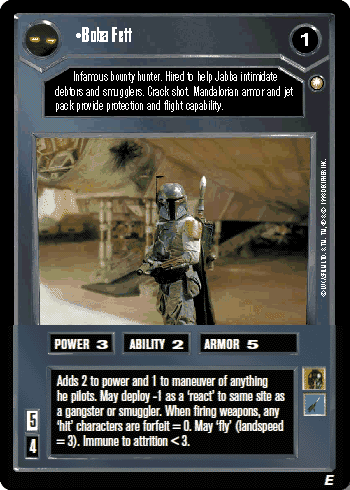 •Boba Fett
1
Infamous bounty hunter. Hired to help Jabba intimidate
debtors and smugglers. Crack shot. Mandalorian armor and jet
pack provide protection and flight capability.
POWER 3 ABILITY 2 ARMOR 5
Adds 2 to power and 1 to maneuver of anything
he pilots. May deploy -1 as a 'react' to same site as
a gangster or smuggler. When firing weapons, any
'hit' characters are forfeit = 0. May 'fly' (landspeed
= 3). Immune to attrition < 3.
5
4
E